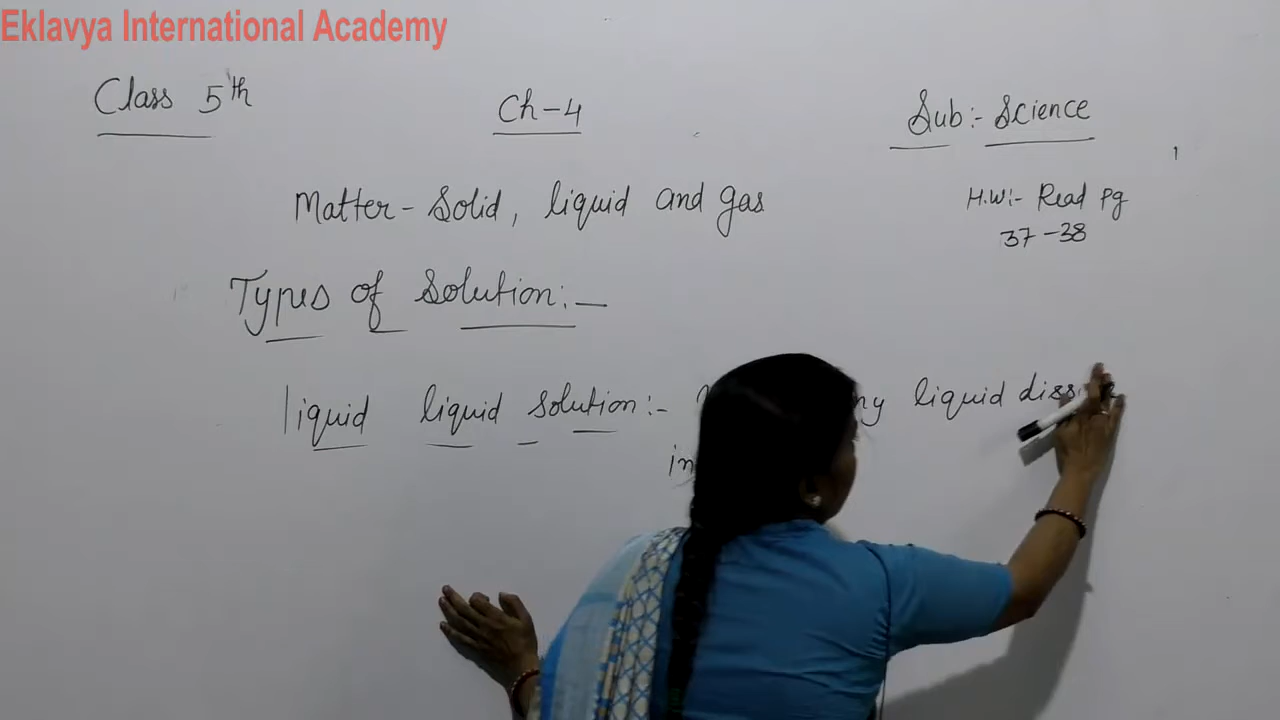 Eklavya International Academy
Class 5th
Ch-4
Sub:- Science
Matter - Solid, liquid and gas
H.W:- Read Pg
37-38
Types of Solution:-
liquid liquid solution:- liquid
in